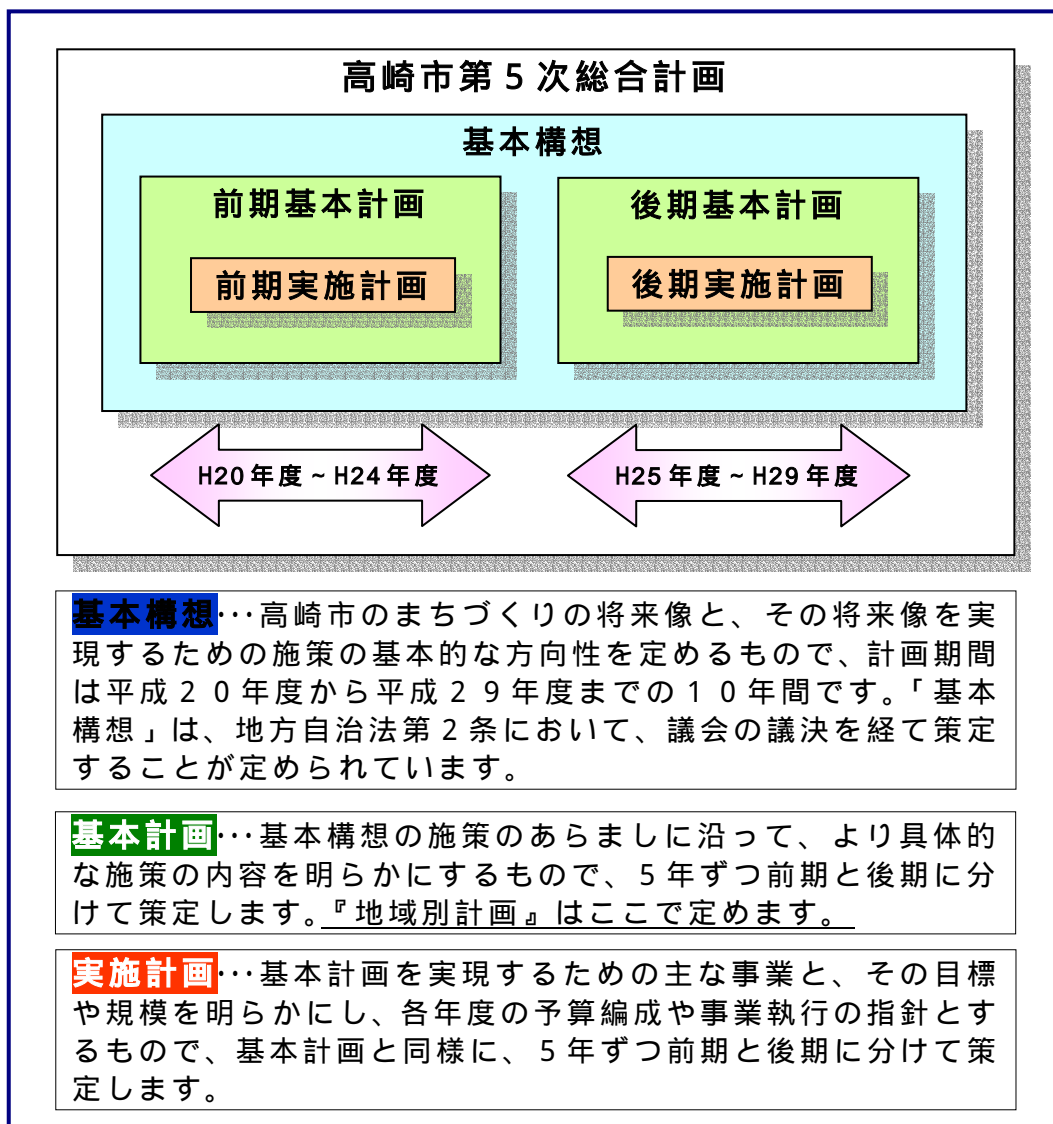 高崎市第５次総合計画
基本構想
前期基本計画
後期基本計画
前期実施計画
後期実施計画
H20年度～H24年度
H25年度～H29年度
基本構想…高崎市のまちづくりの将来像と、その将来像を実
現するための施策の基本的な方向性を定めるもので、計画期間
は平成２０年度から平成２９年度までの１０年間です。「基本
構想」は、地方自治法第２条において、議会の議決を経て策定
することが定められています。
基本計画…基本構想の施策のあらましに沿って、より具体的
な施策の内容を明らかにするもので、５年ずつ前期と後期に分
けて策定します。『地域別計画』はここで定めます。
実施計画…基本計画を実現するための主な事業と、その目標
や規模を明らかにし、各年度の予算編成や事業執行の指針とす
るもので、基本計画と同様に、５年ずつ前期と後期に分けて策
定します。